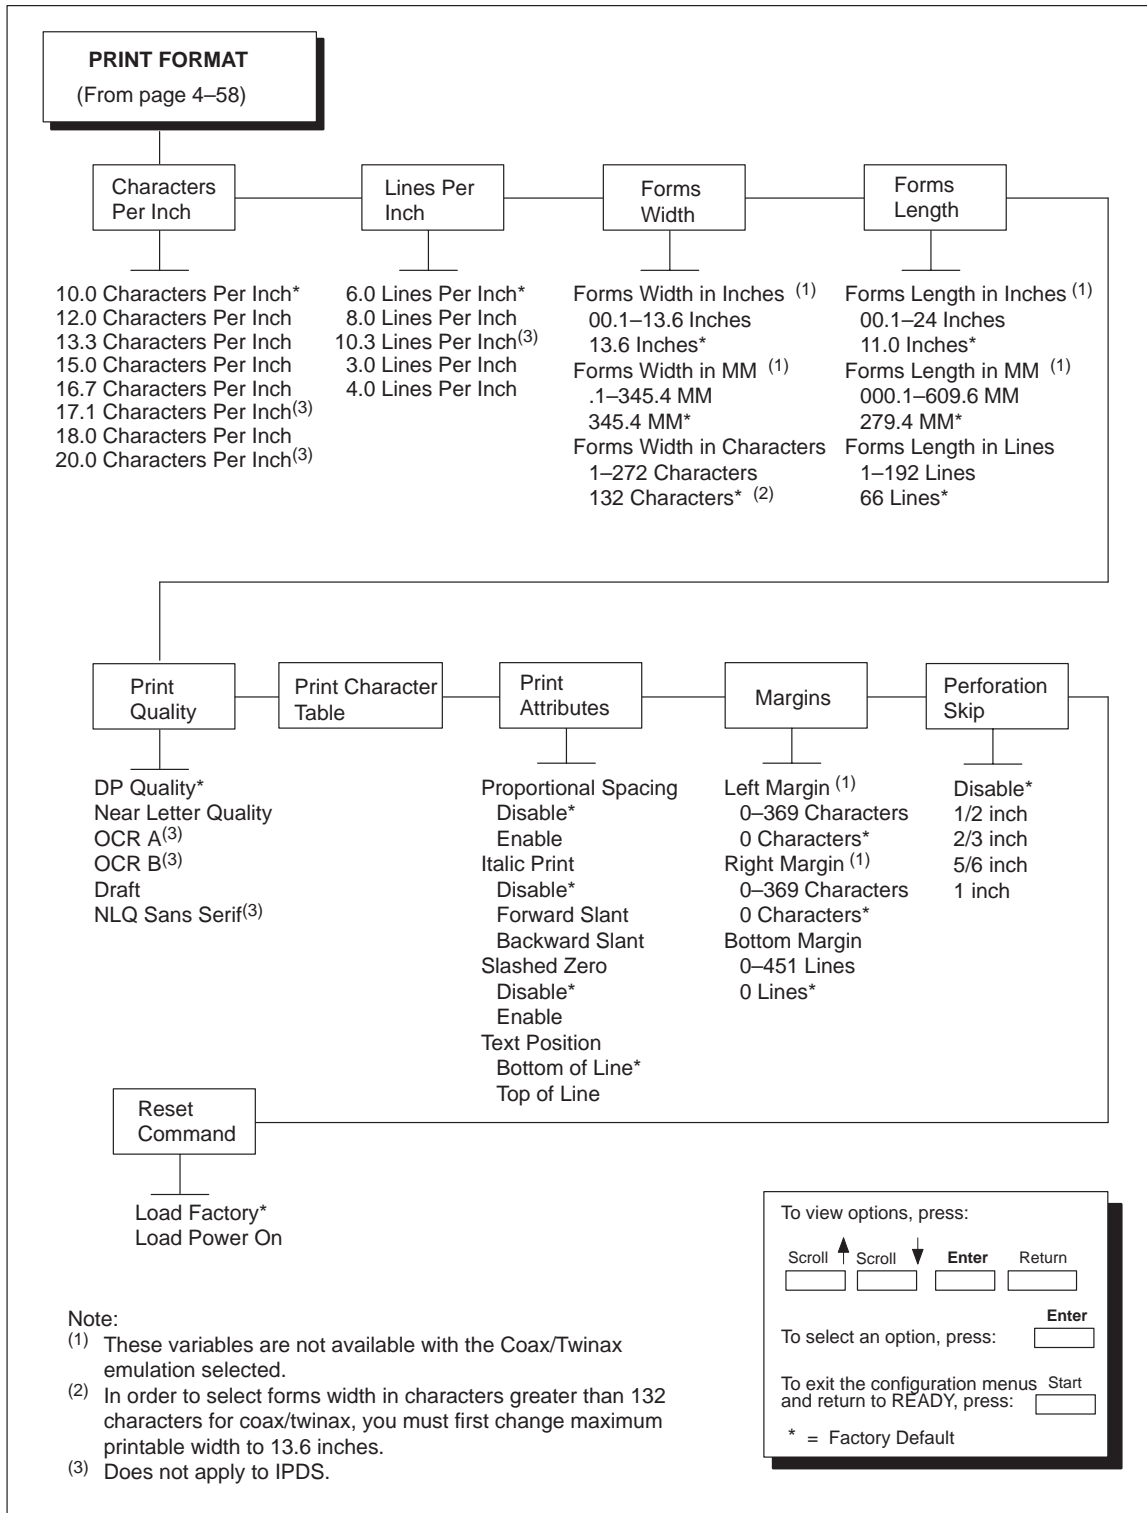 PRINT FORMAT
(From page 4–58)
Characters
Per Inch
Lines Per
Inch
Forms
Width
Forms
Length
10.0 Characters Per Inch*
12.0 Characters Per Inch
13.3 Characters Per Inch
15.0 Characters Per Inch
16.7 Characters Per Inch
17.1 Characters Per Inch(3)
18.0 Characters Per Inch
20.0 Characters Per Inch(3)
6.0 Lines Per Inch*
8.0 Lines Per Inch
10.3 Lines Per Inch(3)
3.0 Lines Per Inch
4.0 Lines Per Inch
Forms Width in Inches (1)
00.1–13.6 Inches
13.6 Inches*
Forms Width in MM (1)
.1–345.4 MM
345.4 MM*
Forms Width in Characters
1–272 Characters
132 Characters* (2)
Forms Length in Inches (1)
00.1–24 Inches
11.0 Inches*
Forms Length in MM (1)
000.1–609.6 MM
279.4 MM*
Forms Length in Lines
1–192 Lines
66 Lines*
Print
Quality
Print Character
Table
Print
Attributes
Margins
Perforation
Skip
DP Quality*
Near Letter Quality
OCR A(3)
OCR B(3)
Draft
NLQ Sans Serif(3)
Proportional Spacing
Disable*
Enable
Italic Print
Disable*
Forward Slant
Backward Slant
Slashed Zero
Disable*
Enable
Text Position
Bottom of Line*
Top of Line
Left Margin (1)
0–369 Characters
0 Characters*
Right Margin (1)
0–369 Characters
0 Characters*
Bottom Margin
0–451 Lines
0 Lines*
Disable*
1/2 inch
2/3 inch
5/6 inch
1 inch
Reset
Command
Load Factory*
Load Power On
To view options, press:
Scroll Scroll Enter Return
Enter
To select an option, press:
To exit the configuration menus Start
and return to READY, press:
* = Factory Default
Note:
(1) These variables are not available with the Coax/Twinax
emulation selected.
(2) In order to select forms width in characters greater than 132
characters for coax/twinax, you must first change maximum
printable width to 13.6 inches.
(3) Does not apply to IPDS.